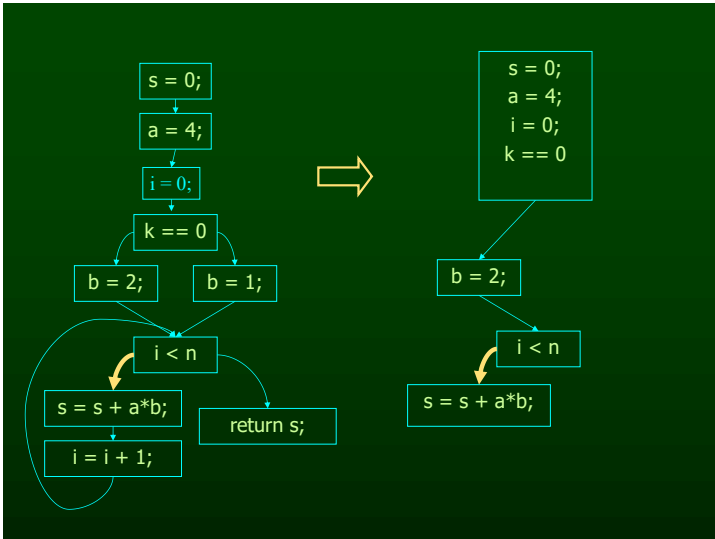 s = 0;
a = 4;
i = 0;
k == 0
b = 2;
b = 1;
i < n
s = s + a*b;
return s;
i = i + 1;
s = 0;
a = 4;
i = 0;
k == 0
b = 2;
i < n
s = s + a*b;